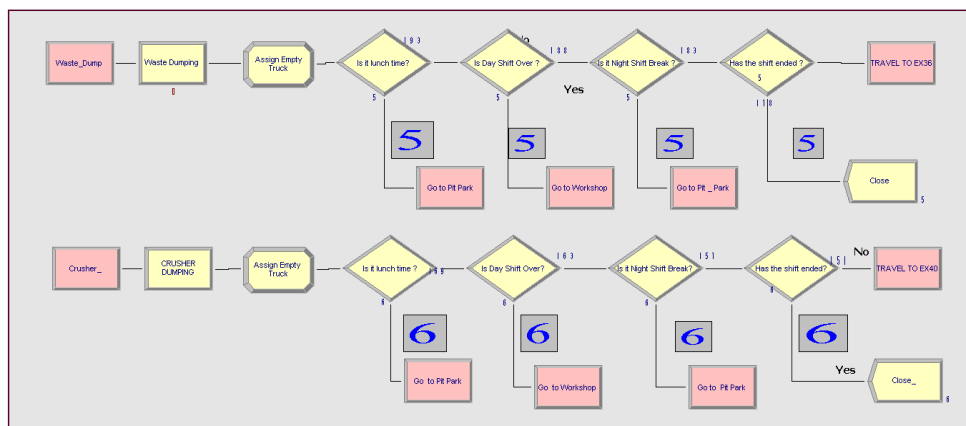 193
No
188
183
Waste_Dump
Waste Dumping
Assign Empty
Truck
Is it lunch time?
Is Day Shift Over ?
Is it Night Shift Break ?
Has the shift ended ?
TRAVEL TO EX36
0
5
5
Yes
5
5
118
5
5
5
5
Go to Pit Park
Go to Workshop
Go to Pit _ Park
Close
5
163
151
No
151
Crusher_
CRUSHER
DUMPING
Assign Empty
Truck
Is it lunch time ?
Is Day Shift Over?
Is it Night Shift Break?
Has the shift ended?
TRAVEL TO EX40
6
6
6
6
6
6
6
Yes
Go to Pit Park
Go to Workshop
Go to Pit Park
Close_
6